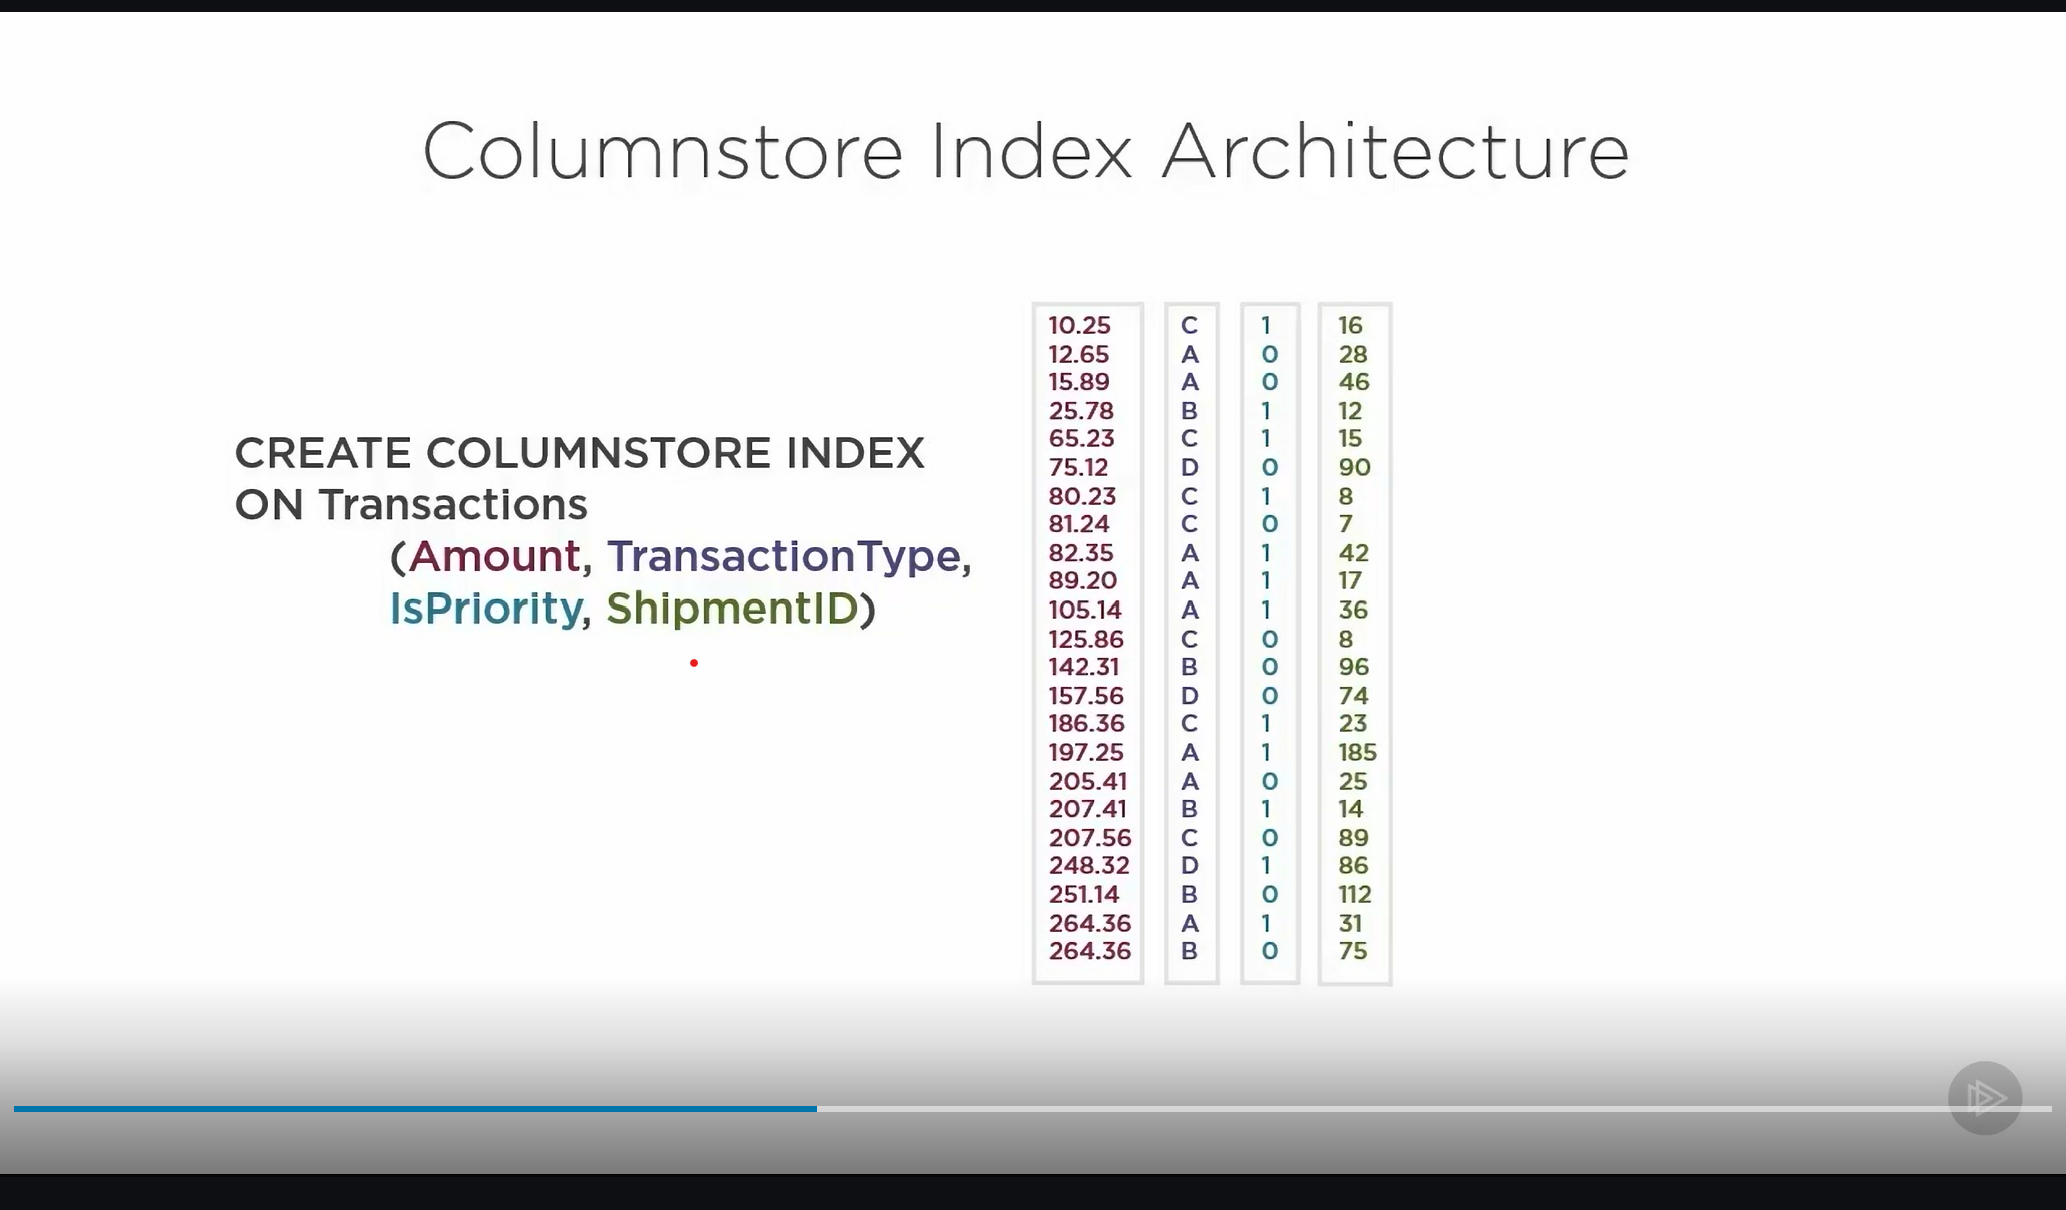 Columnstore Index Architecture
CREATE COLUMNSTORE INDEX
ON Transactions
(Amount, TransactionType,
IsPriority, ShipmentID)
10.25 C 1 16
12.65 A 0 28
15.89 A 0 46
25.78 B 1 12
65.23 C 1 15
75.12 D 0 90
80.23 C 1 8
81.24 C 0 7
82.35 A 1 42
89.20 A 1 17
105.14 A 1 36
125.86 C 0 8
142.31 B 0 96
157.56 D 0 74
186.36 C 1 23
197.25 A 1 185
205.41 A 0 25
207.41 B 1 14
207.56 C 0 89
248.32 D 1 86
251.14 B 0 112
264.36 A 1 31
264.36 B 0 75